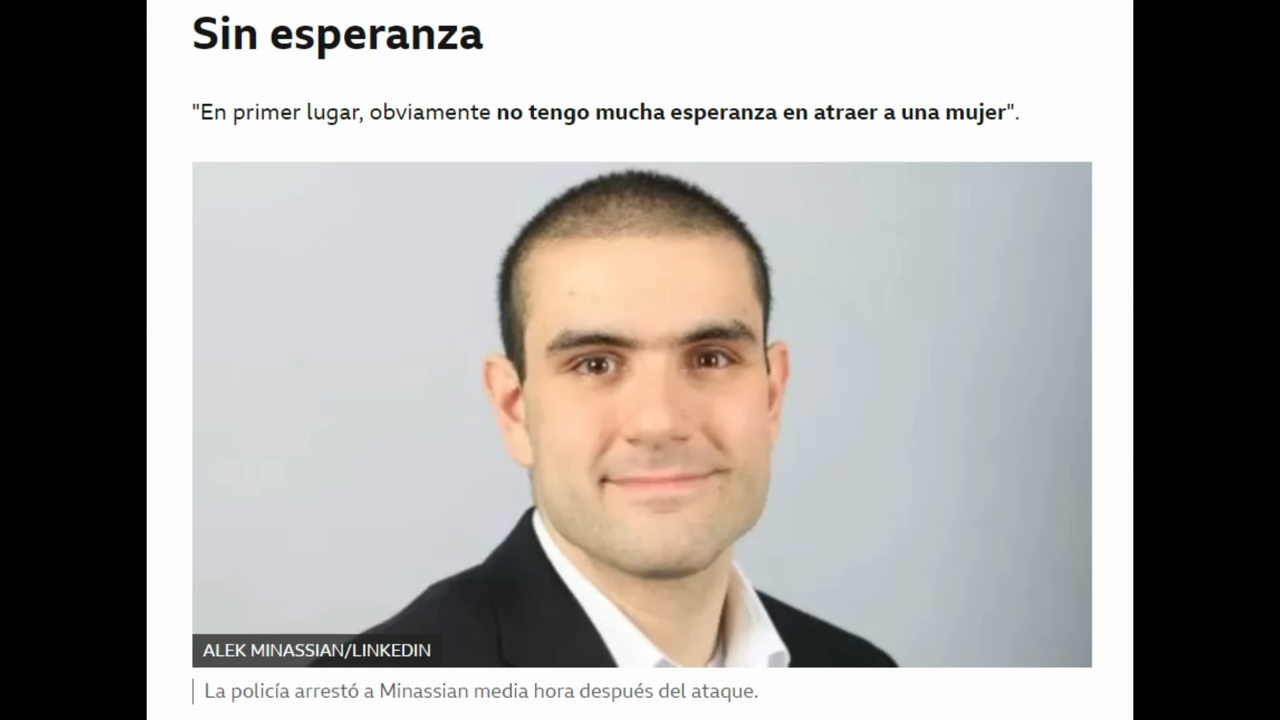 Sin esperanza
"En primer lugar, obviamente no tengo mucha esperanza en atraer a una mujer".
ALEK MINASSIAN/LINKEDIN
La policía arrestó a Minassian media hora después del ataque.